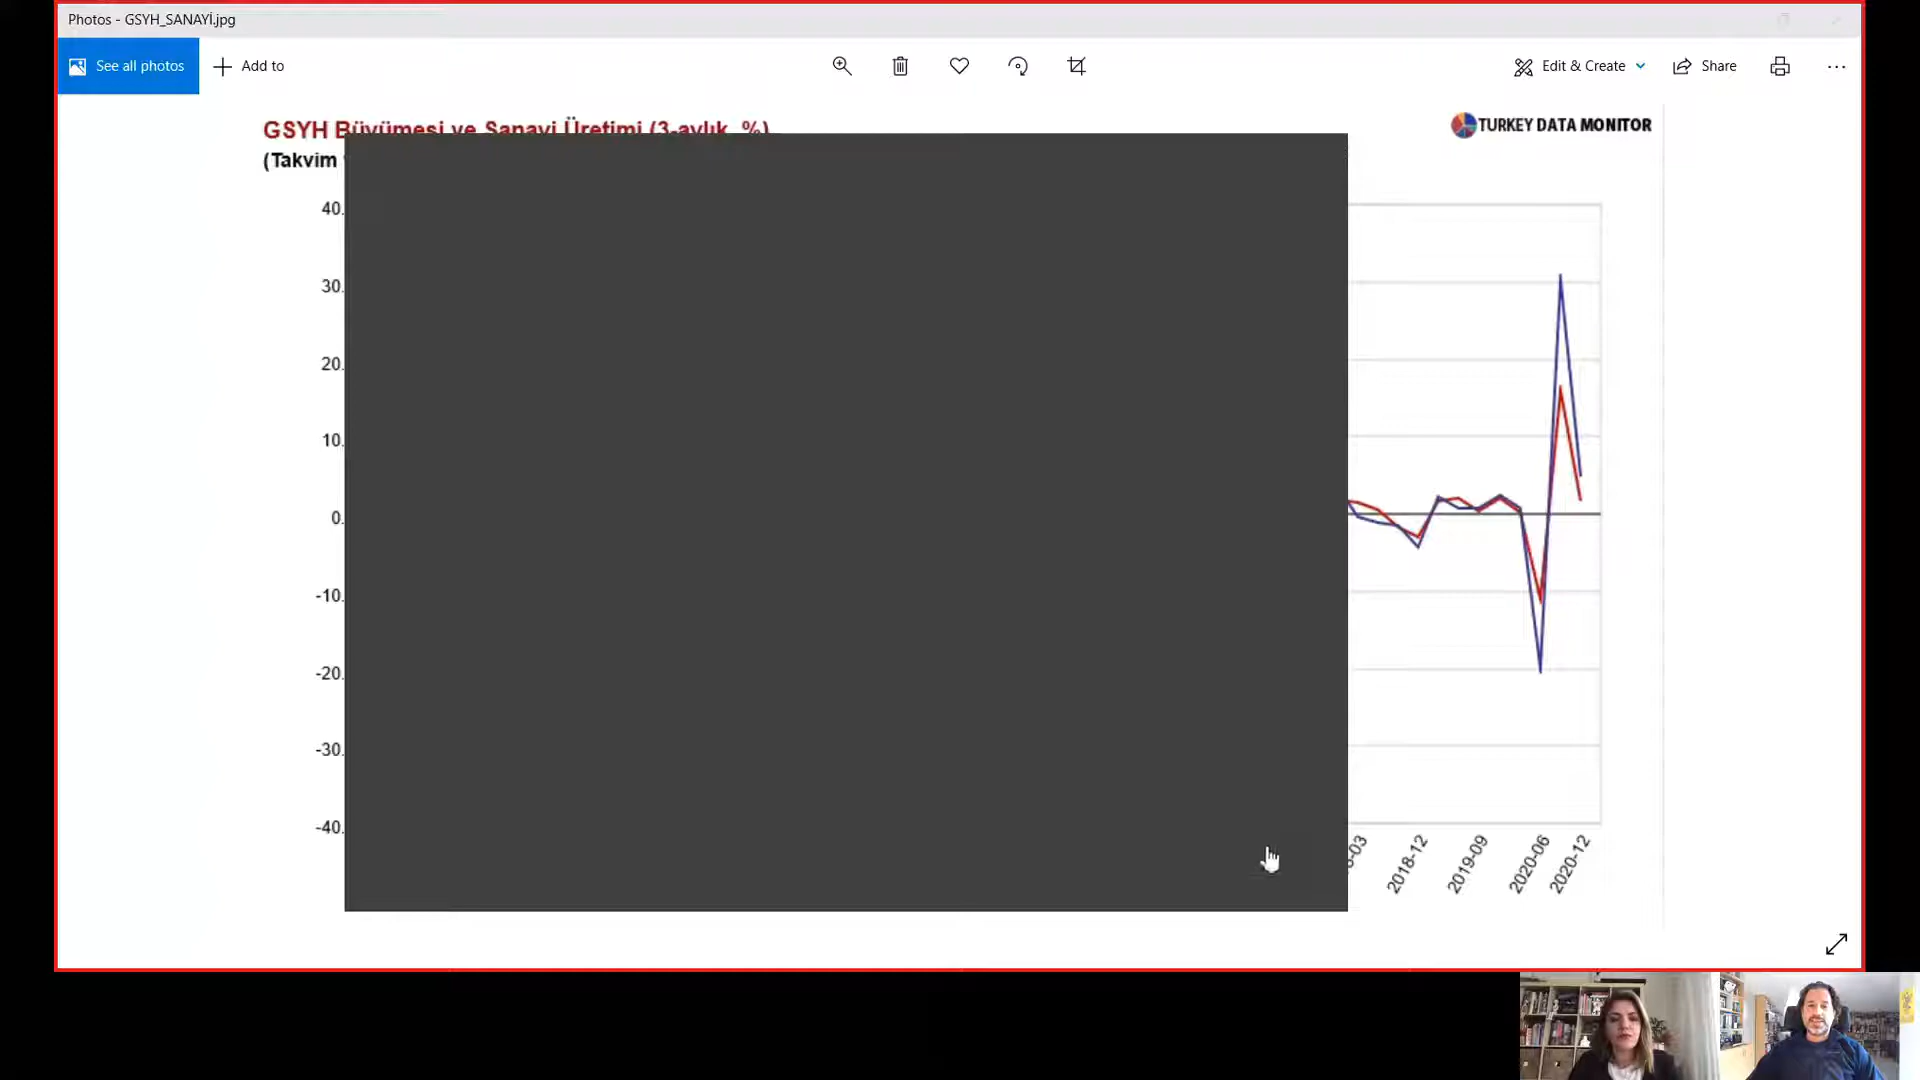 Photos - GSYH_SANAYİ.jpg
See all photos
Add to
Edit & Create
Share
GSYH Büyümesi ve Sanayi Üretimi (3-aylık, %)
TURKEY DATA MONITOR
(Takvim
40.
30.
20.
10.
0.
-10.
-20.
-30.
-40.
-03
2018-12
2019-09
2020-06
2020-12